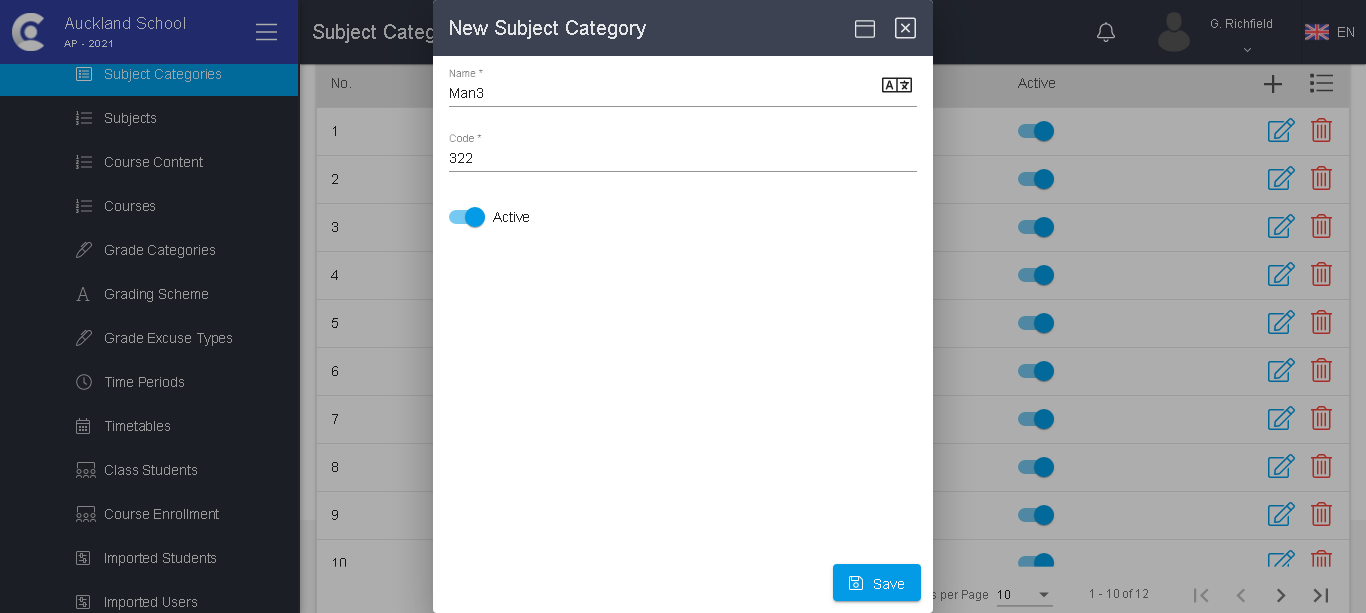 Auckland School
AP - 2021
Subject Categ
New Subject Category
G. Richfield
EN
Subject Categories
Subjects
Course Content
Courses
Grade Categories
A Grading Scheme
Grade Excuse Types
Time Periods
Timetables
Class Students
Course Enrollment
Imported Students
Imported Users
No.
Active
1
2
3
4
5
6
7
8
9
10
Name *
Man3
A 文
Code *
322
Active
Save
s per Page 10
1 - 10 of 12